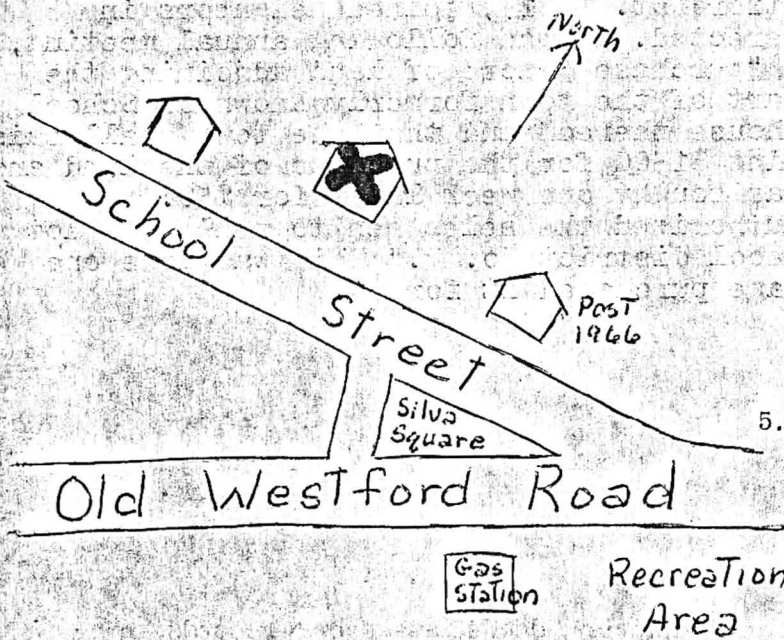 North
School Street
Post
1966
Silva
Square
5.
Old Westford Road
Gas
Station
Recreation
Area